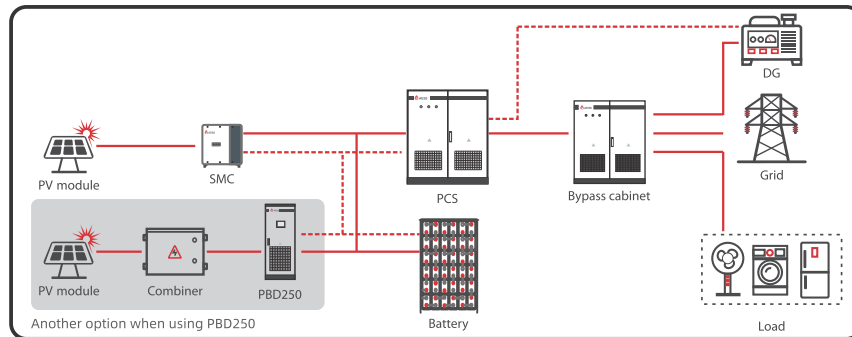 DG
PV module
SMC
PCS
Bypass cabinet
Grid
PV module
Combiner
PBD250
Battery
Load
Another option when using PBD250